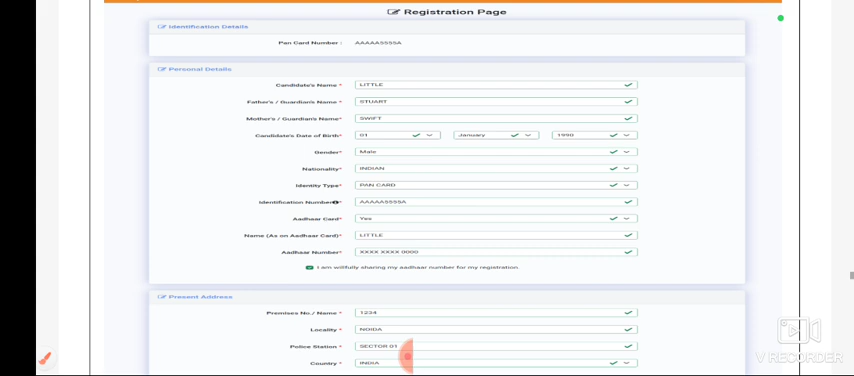 Registration Page
Identification Details
Pan Card Number : AAAAA5555A
Personal Details
Candidate's Name * LITTLE
Father's / Guardian's Name * STUART
Mother's / Guardian's Name * SWIFT
Candidate's Date of Birth* 01 January 1990
Gender* Male
Nationality* INDIAN
Identity Type* PAN CARD
Identification Number* AAAAA5555A
Aadhaar Card* Yes
Name (As on Aadhaar Card)* LITTLE
Aadhaar Number* XXXX XXXX 0000
I am willfully sharing my aadhaar number for my registration.
Present Address
Premises No./ Name * 1234
Locality * NOIDA
Police Station * SECTOR 01
Country * INDIA
V RECORDER